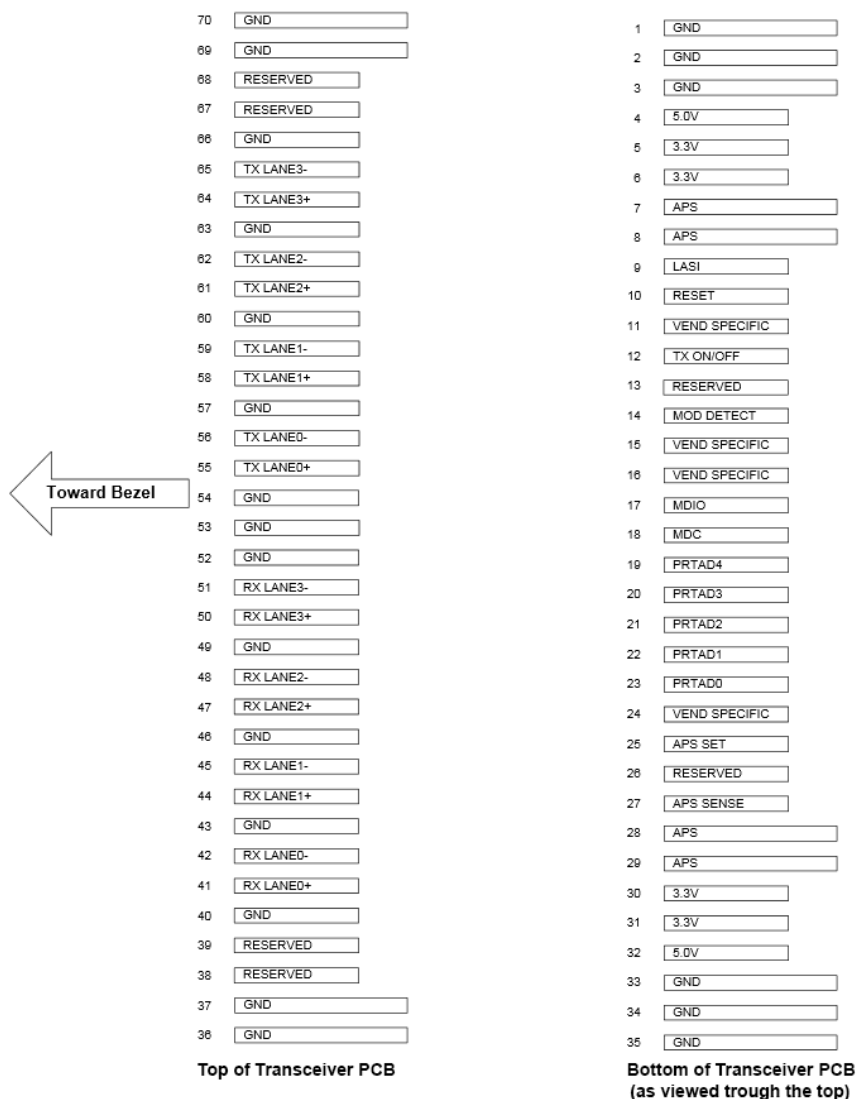 70 GND
69 GND
68 RESERVED
67 RESERVED
66 GND
65 TX LANE3-
64 TX LANE3+
63 GND
62 TX LANE2-
61 TX LANE2+
60 GND
59 TX LANE1-
58 TX LANE1+
57 GND
56 TX LANE0-
55 TX LANE0+
54 GND
53 GND
52 GND
51 RX LANE3-
50 RX LANE3+
49 GND
48 RX LANE2-
47 RX LANE2+
46 GND
45 RX LANE1-
44 RX LANE1+
43 GND
42 RX LANE0-
41 RX LANE0+
40 GND
39 RESERVED
38 RESERVED
37 GND
36 GND
Top of Transceiver PCB
Toward Bezel
1 GND
2 GND
3 GND
4 5.0V
5 3.3V
6 3.3V
7 APS
8 APS
9 LASI
10 RESET
11 VEND SPECIFIC
12 TX ON/OFF
13 RESERVED
14 MOD DETECT
15 VEND SPECIFIC
16 VEND SPECIFIC
17 MDIO
18 MDC
19 PRTAD4
20 PRTAD3
21 PRTAD2
22 PRTAD1
23 PRTAD0
24 VEND SPECIFIC
25 APS SET
26 RESERVED
27 APS SENSE
28 APS
29 APS
30 3.3V
31 3.3V
32 5.0V
33 GND
34 GND
35 GND
Bottom of Transceiver PCB
(as viewed trough the top)